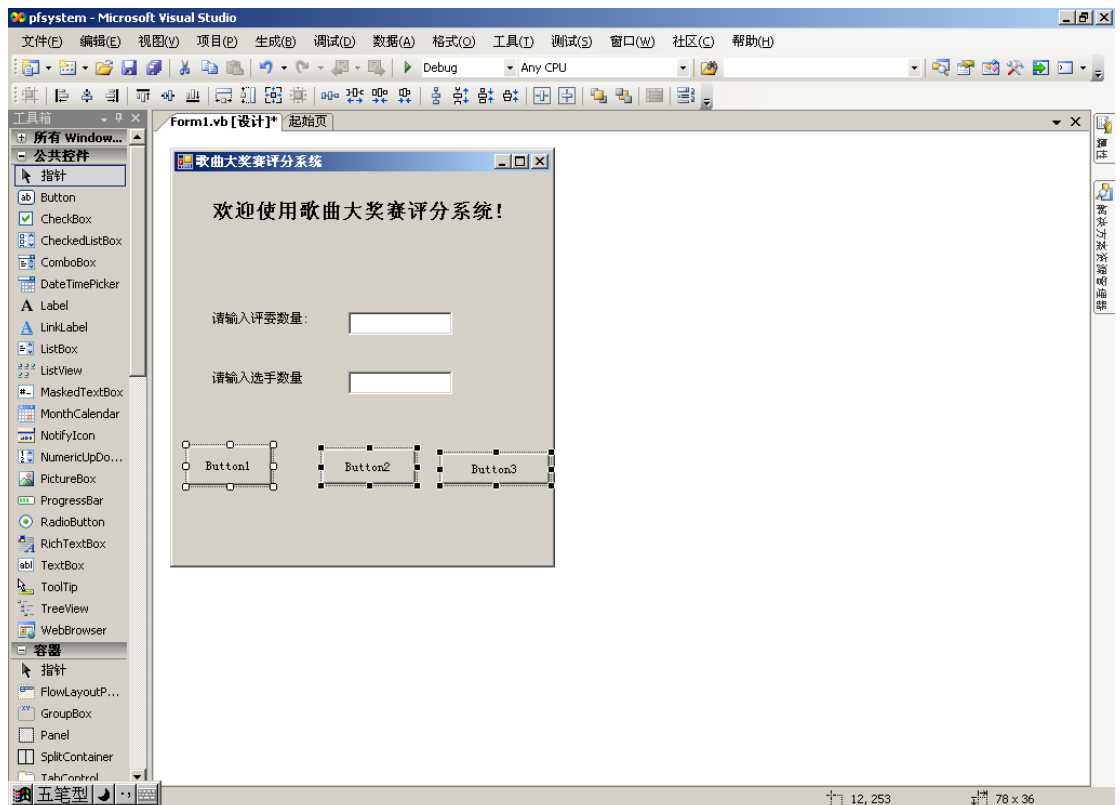 pfsystem - Microsoft Visual Studio
文件(F) 编辑(E) 视图(V) 项目(P) 生成(B) 调试(D) 数据(A) 格式(O) 工具(T) 测试(S) 窗口(W) 社区(C) 帮助(H)
Debug Any CPU
工具箱
Form1.vb [设计]* 起始页
所有 Window...
公共控件
指针
Button
CheckBox
CheckedListBox
ComboBox
DateTimePicker
Label
LinkLabel
ListBox
ListView
MaskedTextBox
MonthCalendar
NotifyIcon
NumericUpDo...
PictureBox
ProgressBar
RadioButton
RichTextBox
TextBox
ToolTip
TreeView
WebBrowser
容器
指针
FlowLayoutP...
GroupBox
Panel
SplitContainer
TabControl
歌曲大奖赛评分系统
欢迎使用歌曲大奖赛评分系统!
请输入评委数量:
请输入选手数量
Button1 Button2 Button3
属性
解决方案资源管理器
五笔型
12, 253 78 x 36